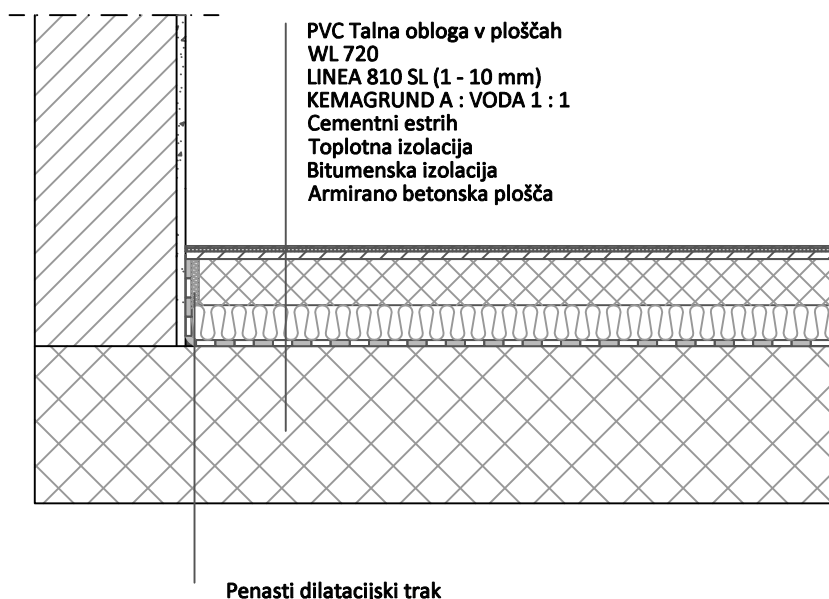 PVC Talna obloga v ploščah
WL 720
LINEA 810 SL (1 - 10 mm)
KEMAGRUND A : VODA 1 : 1
Cementni estrih
Toplotna izolacija
Bitumenska izolacija
Armirano betonska plošča
Penasti dilatacijski trak